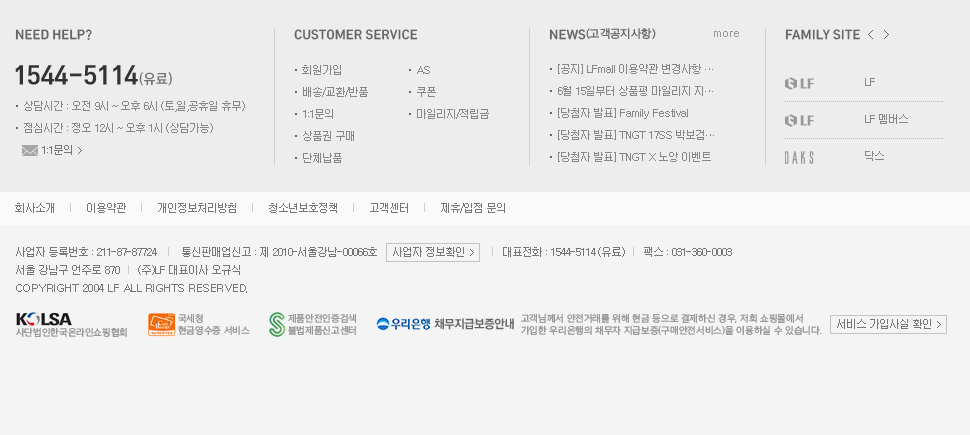 NEED HELP?
1544-5114(유료)
· 상담시간 : 오전 9시 ~ 오후 6시 (토,일,공휴일 휴무)
· 점심시간 : 정오 12시 ~ 오후 1시 (상담가능)
1:1문의 >
CUSTOMER SERVICE
· 회원가입
· 배송/교환/반품
· 1:1문의
· 상품권 구매
· 단체납품
· AS
· 쿠폰
· 마일리지/적립금
NEWS(고객공지사항) more
· [공지] LFmall 이용약관 변경사항 ···
· 6월 15일부터 상품평 마일리지 지···
· [당첨자 발표] Family Festival
· [당첨자 발표] TNGT 17SS 박보검···
· [당첨자 발표] TNGT X 노앙 이벤트
FAMILY SITE < >
LF LF
LF LF 멤버스
DAKS 닥스
회사소개 | 이용약관 | 개인정보처리방침 | 청소년보호정책 | 고객센터 | 제휴/입점 문의
사업자 등록번호 : 211-87-87724 | 통신판매업신고 : 제 2010-서울강남-00066호 사업자 정보확인 > | 대표전화 : 1544-5114(유료) | 팩스 : 031-360-0003
서울 강남구 언주로 870 | (주)LF 대표이사 오규식
COPYRIGHT 2004 LF ALL RIGHTS RESERVED.
KOLSA
사단법인한국온라인쇼핑협회
국세청
현금영수증 서비스
제품안전인증검색
불법제품신고센터
우리은행 채무지급보증안내
고객님께서 안전거래를 위해 현금 등으로 결제하신 경우, 저희 쇼핑몰에서
가입한 우리은행의 채무자 지급보증(구매안전서비스)을 이용하실 수 있습니다.
서비스 가입사실 확인 >